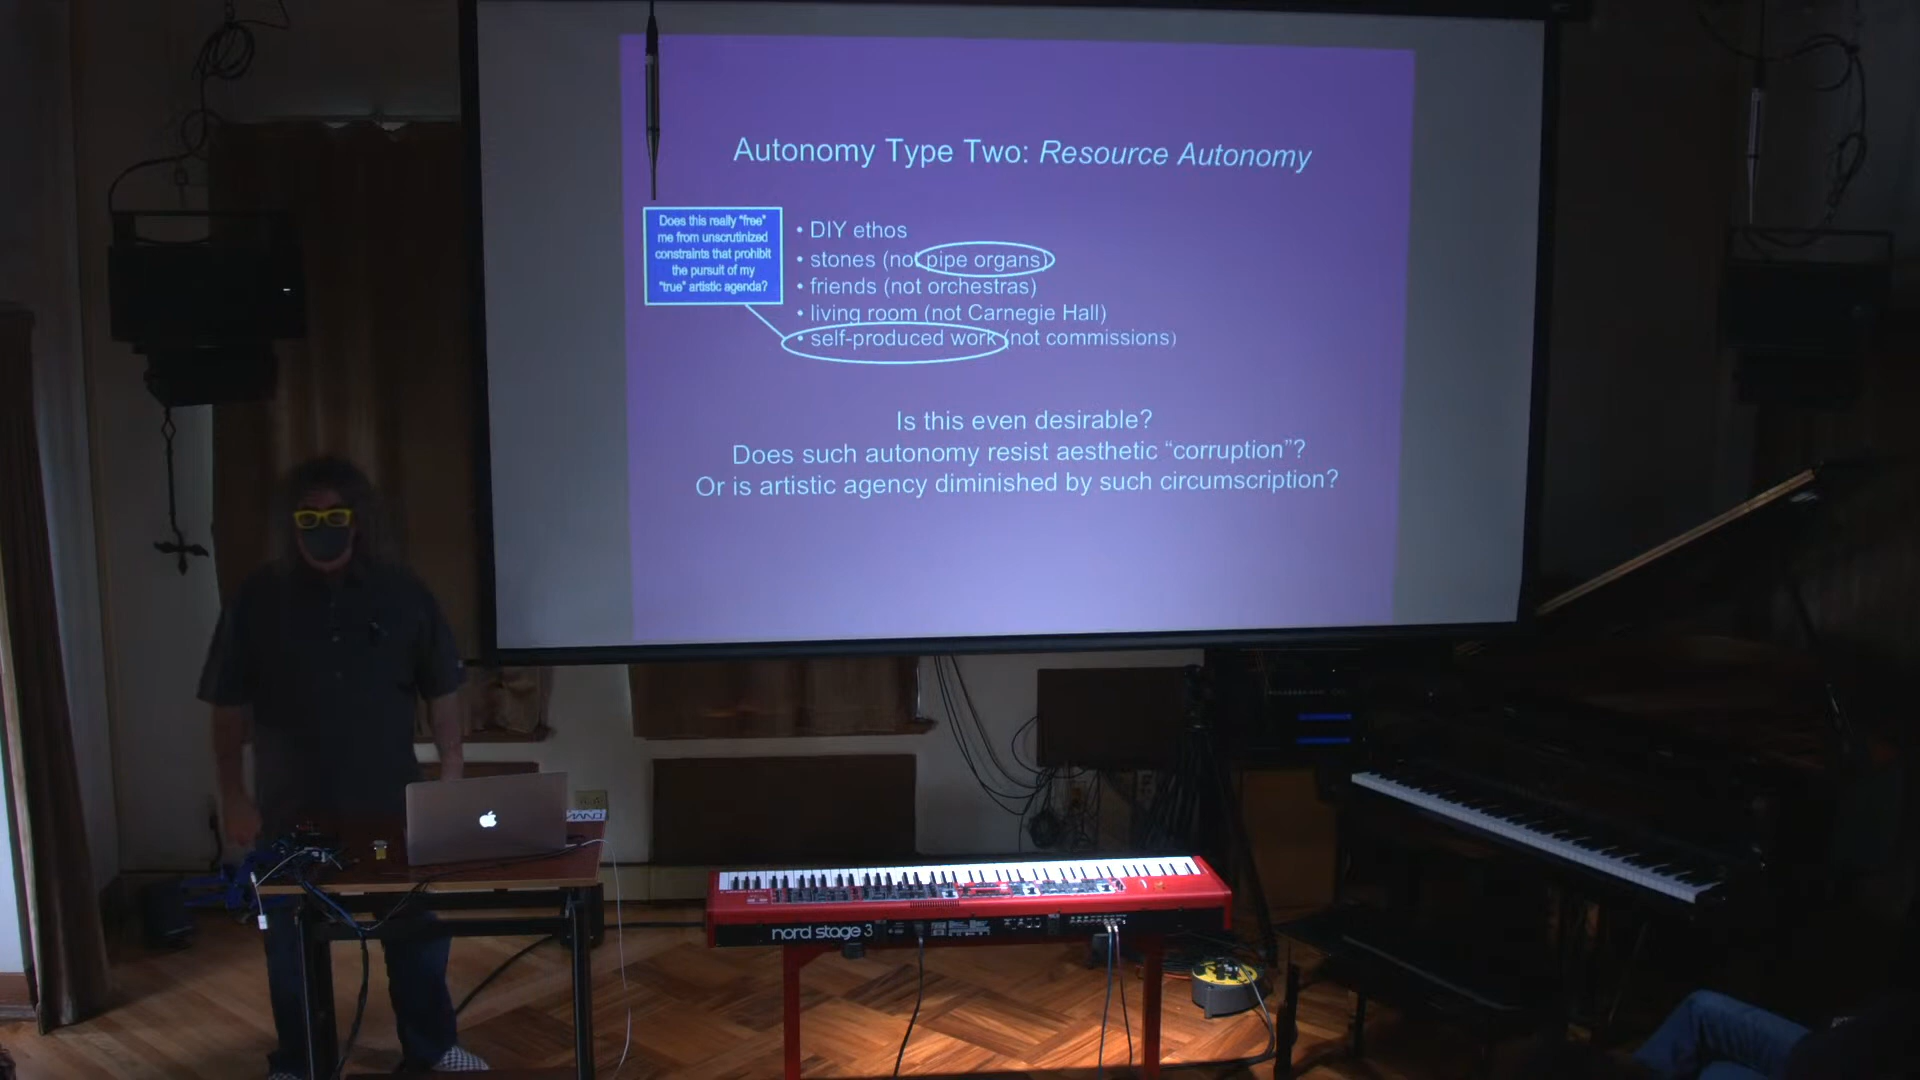 Autonomy Type Two: Resource Autonomy
Does this really "free"
me from unscrutinized
constraints that prohibit
the pursuit of my
"true" artistic agenda?
• DIY ethos
• stones (not pipe organs)
• friends (not orchestras)
• living room (not Carnegie Hall)
• self-produced work (not commissions)
Is this even desirable?
Does such autonomy resist aesthetic “corruption”?
Or is artistic agency diminished by such circumscription?
nord stage 3